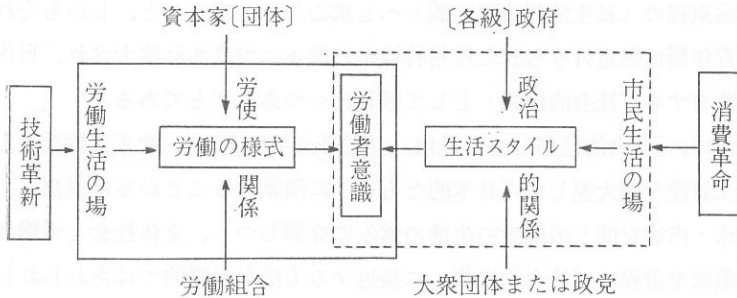 資本家〔団体〕
〔各級〕政府
技術革新
労働生活の場
労使
労働の様式
関係
労働者意識
政治
生活スタイル
的関係
市民生活の場
消費革命
労働組合
大衆団体または政党